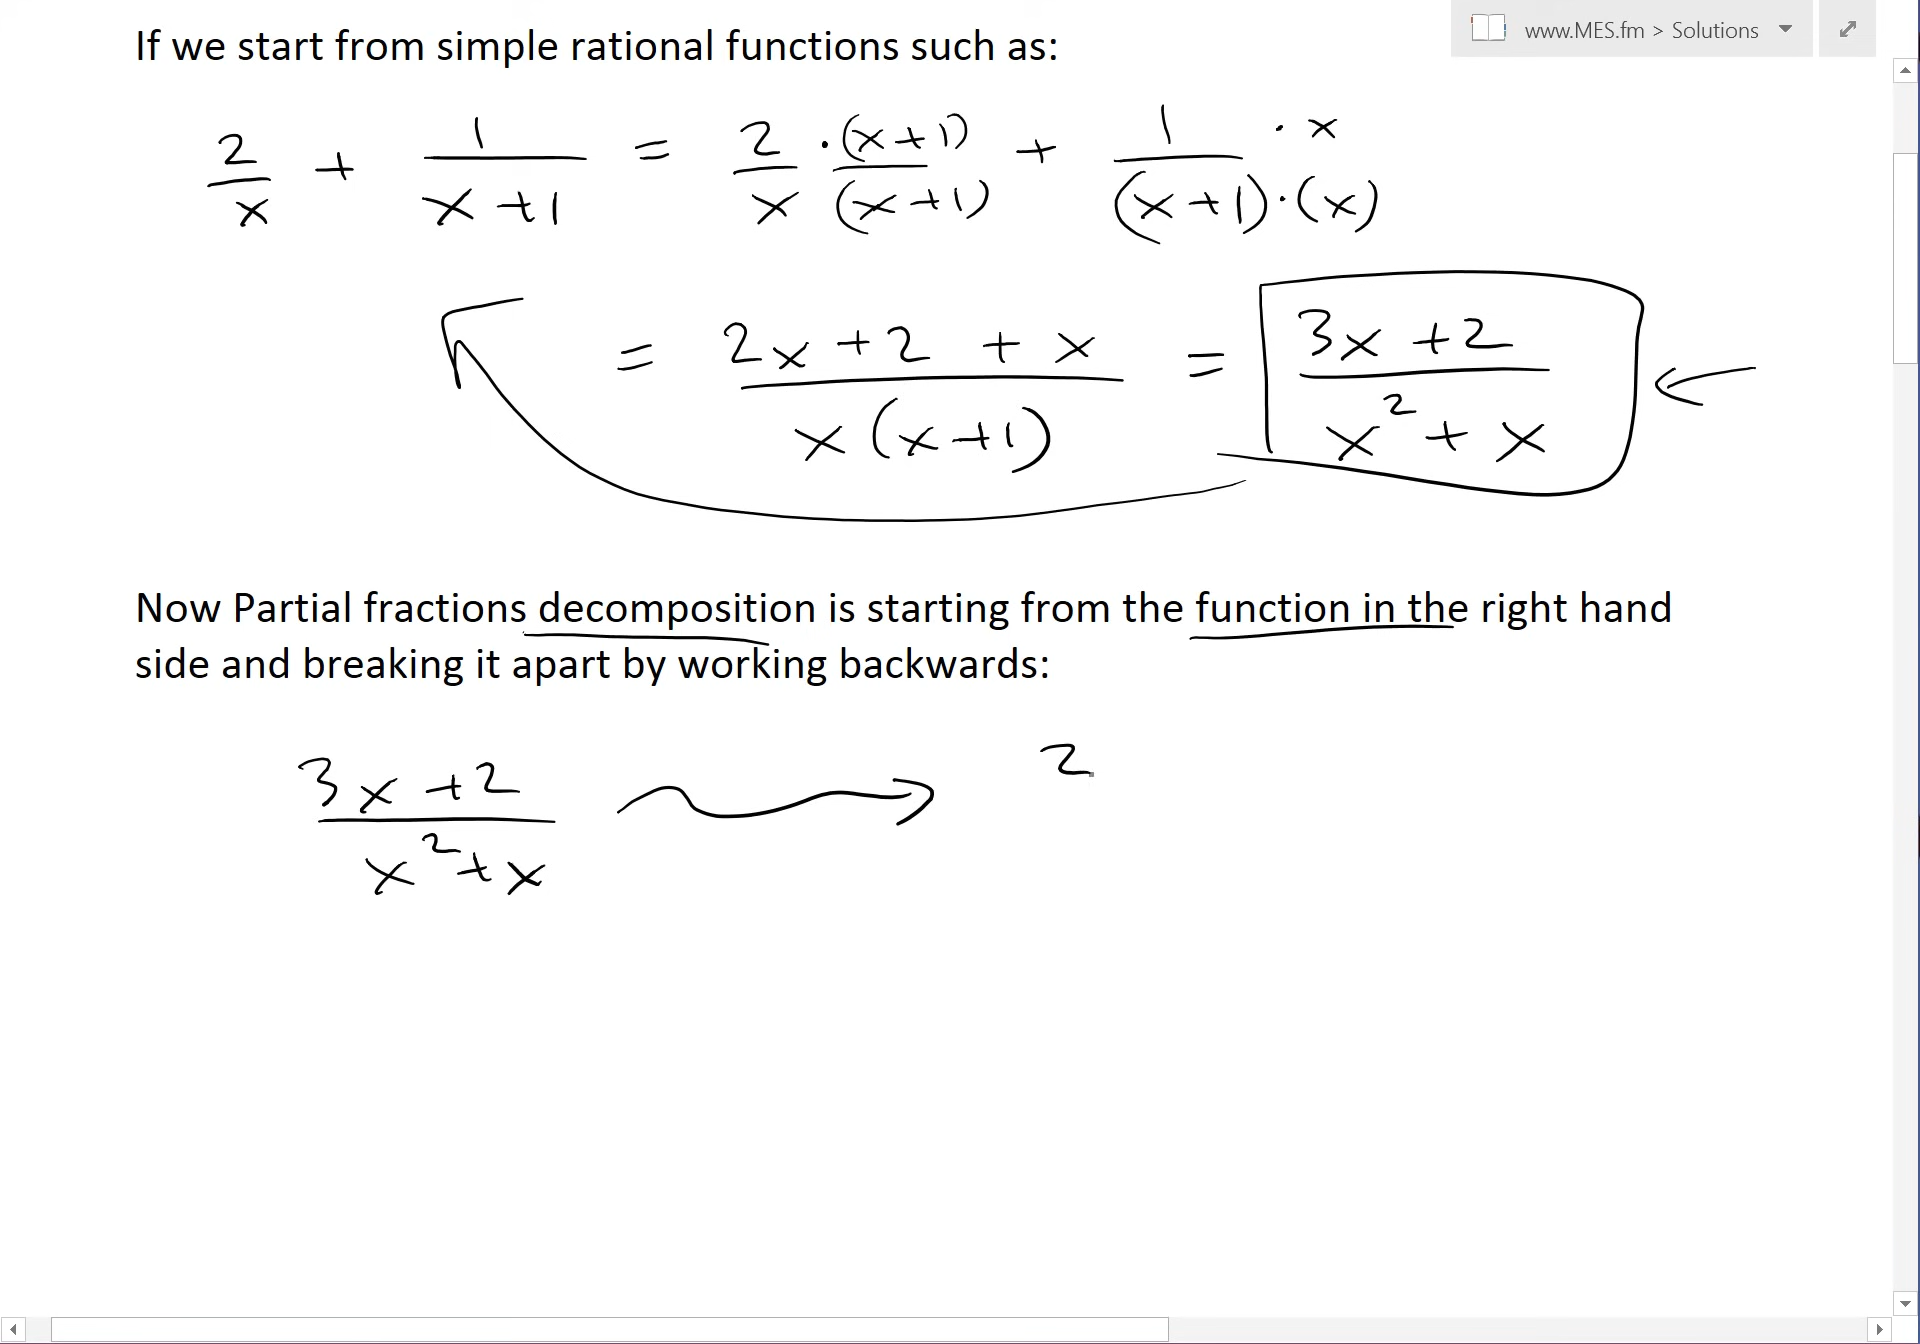 If we start from simple rational functions such as:
www.MES.fm > Solutions
2/x + 1/(x+1) = 2/x · (x+1)/(x+1) + 1/(x+1) · x/(x)
= (2x+2 + x)/(x(x+1)) = (3x+2)/(x²+x)
Now Partial fractions decomposition is starting from the function in the right hand
side and breaking it apart by working backwards:
(3x+2)/(x²+x) → 2